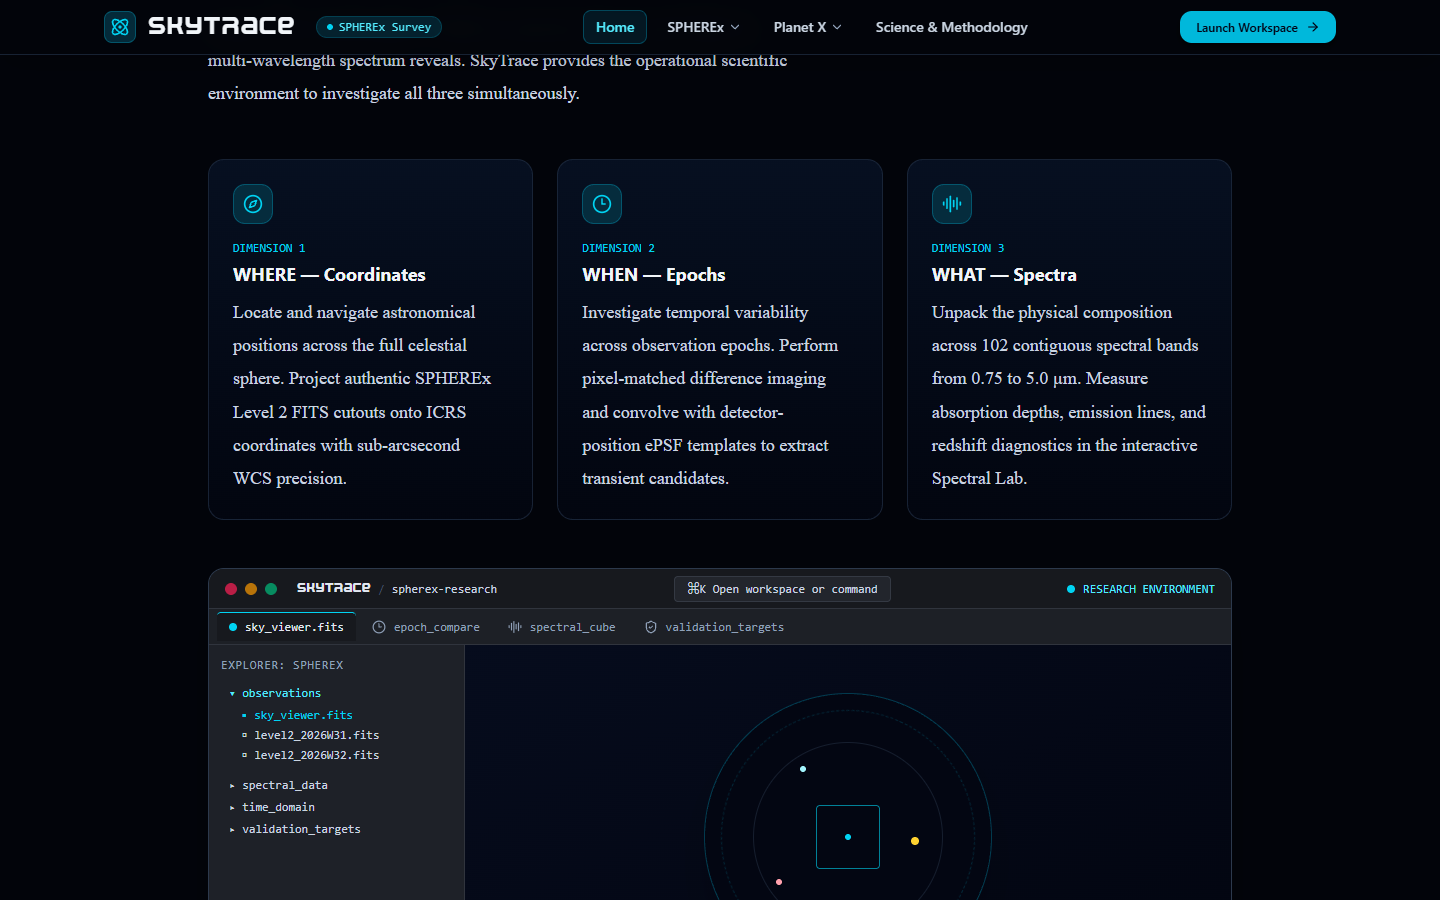 SKYTRACE
SPHEREx Survey
Home
SPHEREx
Planet X
Science & Methodology
Launch Workspace
multi-wavelength spectrum reveals. SkyTrace provides the operational scientific
environment to investigate all three simultaneously.
DIMENSION 1
WHERE — Coordinates
Locate and navigate astronomical
positions across the full celestial
sphere. Project authentic SPHEREx
Level 2 FITS cutouts onto ICRS
coordinates with sub-arcsecond
WCS precision.
DIMENSION 2
WHEN — Epochs
Investigate temporal variability
across observation epochs. Perform
pixel-matched difference imaging
and convolve with detector-
position ePSF templates to extract
transient candidates.
DIMENSION 3
WHAT — Spectra
Unpack the physical composition
across 102 contiguous spectral bands
from 0.75 to 5.0 µm. Measure
absorption depths, emission lines, and
redshift diagnostics in the interactive
Spectral Lab.
SKYTRACE / spherex-research
⌘K Open workspace or command
RESEARCH ENVIRONMENT
sky_viewer.fits
epoch_compare
spectral_cube
validation_targets
EXPLORER: SPHEREX
▾ observations
▪ sky_viewer.fits
▫ level2_2026W31.fits
▫ level2_2026W32.fits
▸ spectral_data
▸ time_domain
▸ validation_targets